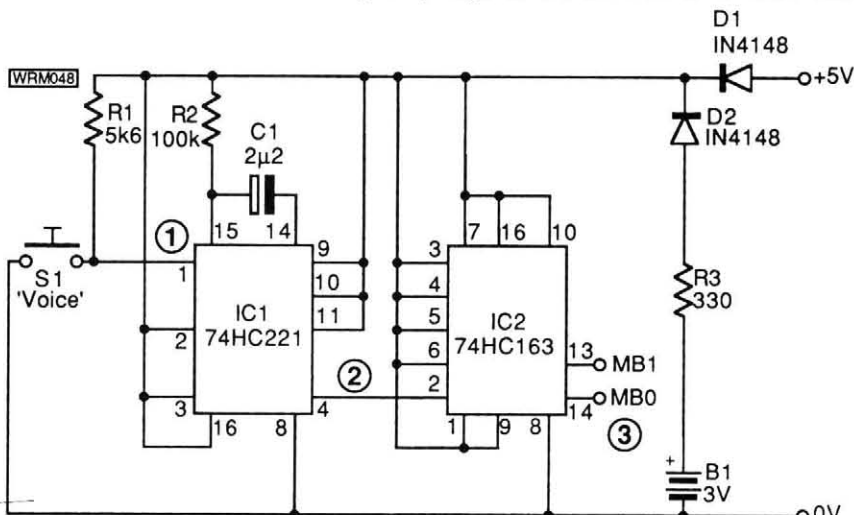 D1
IN4148
WRM048
+5V
R1
5k6
R2
100k
C1
2µ2
D2
IN4148
1
15
14
7
16
10
S1
'Voice'
1
2
3
16
8
4
9
10
11
IC1
74HC221
2
3
4
5
6
2
1
9
8
IC2
74HC163
13
MB1
14
MB0
3
R3
330
+
B1
3V
0V